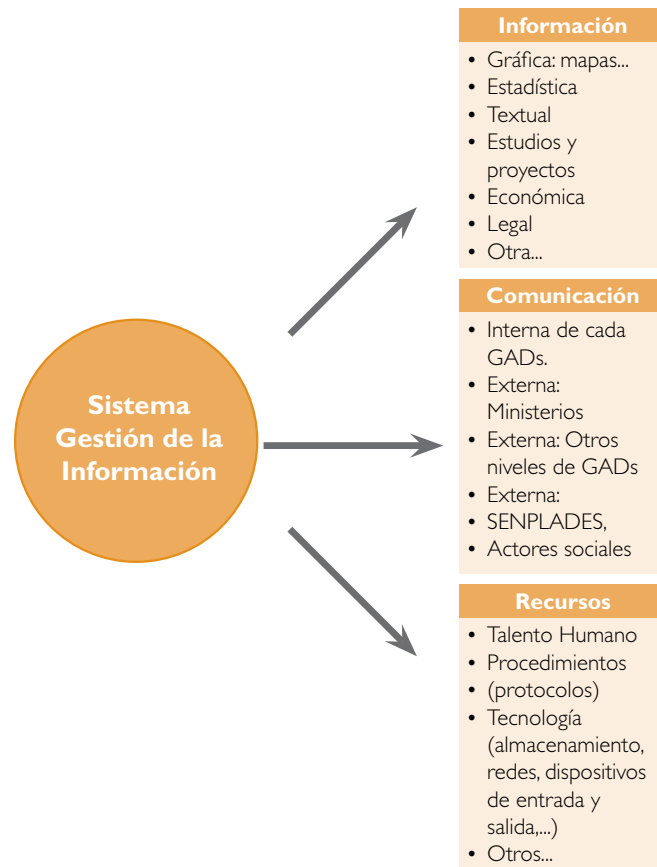 Información
• Gráfica: mapas...
• Estadística
• Textual
• Estudios y
proyectos
• Económica
• Legal
• Otra...
Sistema
Gestión de la
Información
Comunicación
• Interna de cada
GADs.
• Externa:
Ministerios
• Externa: Otros
niveles de GADs
• Externa:
• SENPLADES,
• Actores sociales
Recursos
• Talento Humano
• Procedimientos
• (protocolos)
• Tecnología
(almacenamiento,
redes, dispositivos
de entrada y
salida,...)
• Otros...